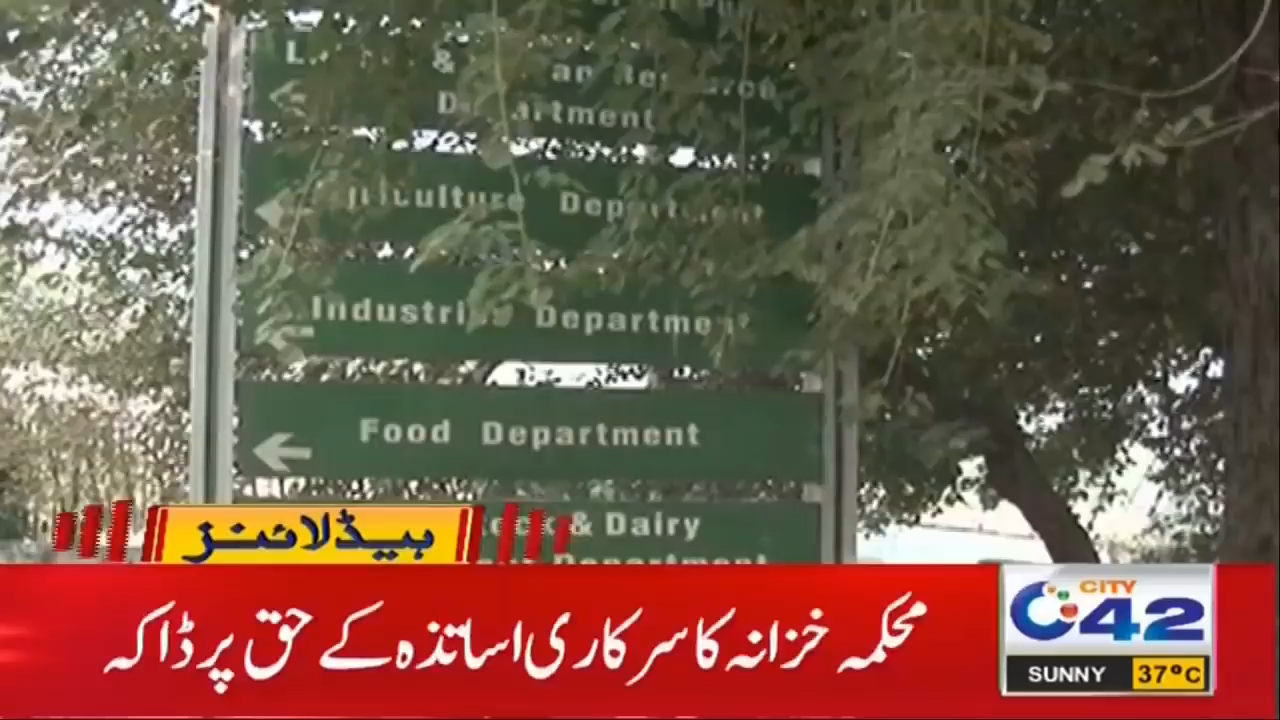 Department
Department
Department
Food Department
& Dairy
ہیڈلائنز
محکمہ خزانہ کا سرکاری اساتذہ کے حق پر ڈاکہ
CITY
42
SUNNY 37°C